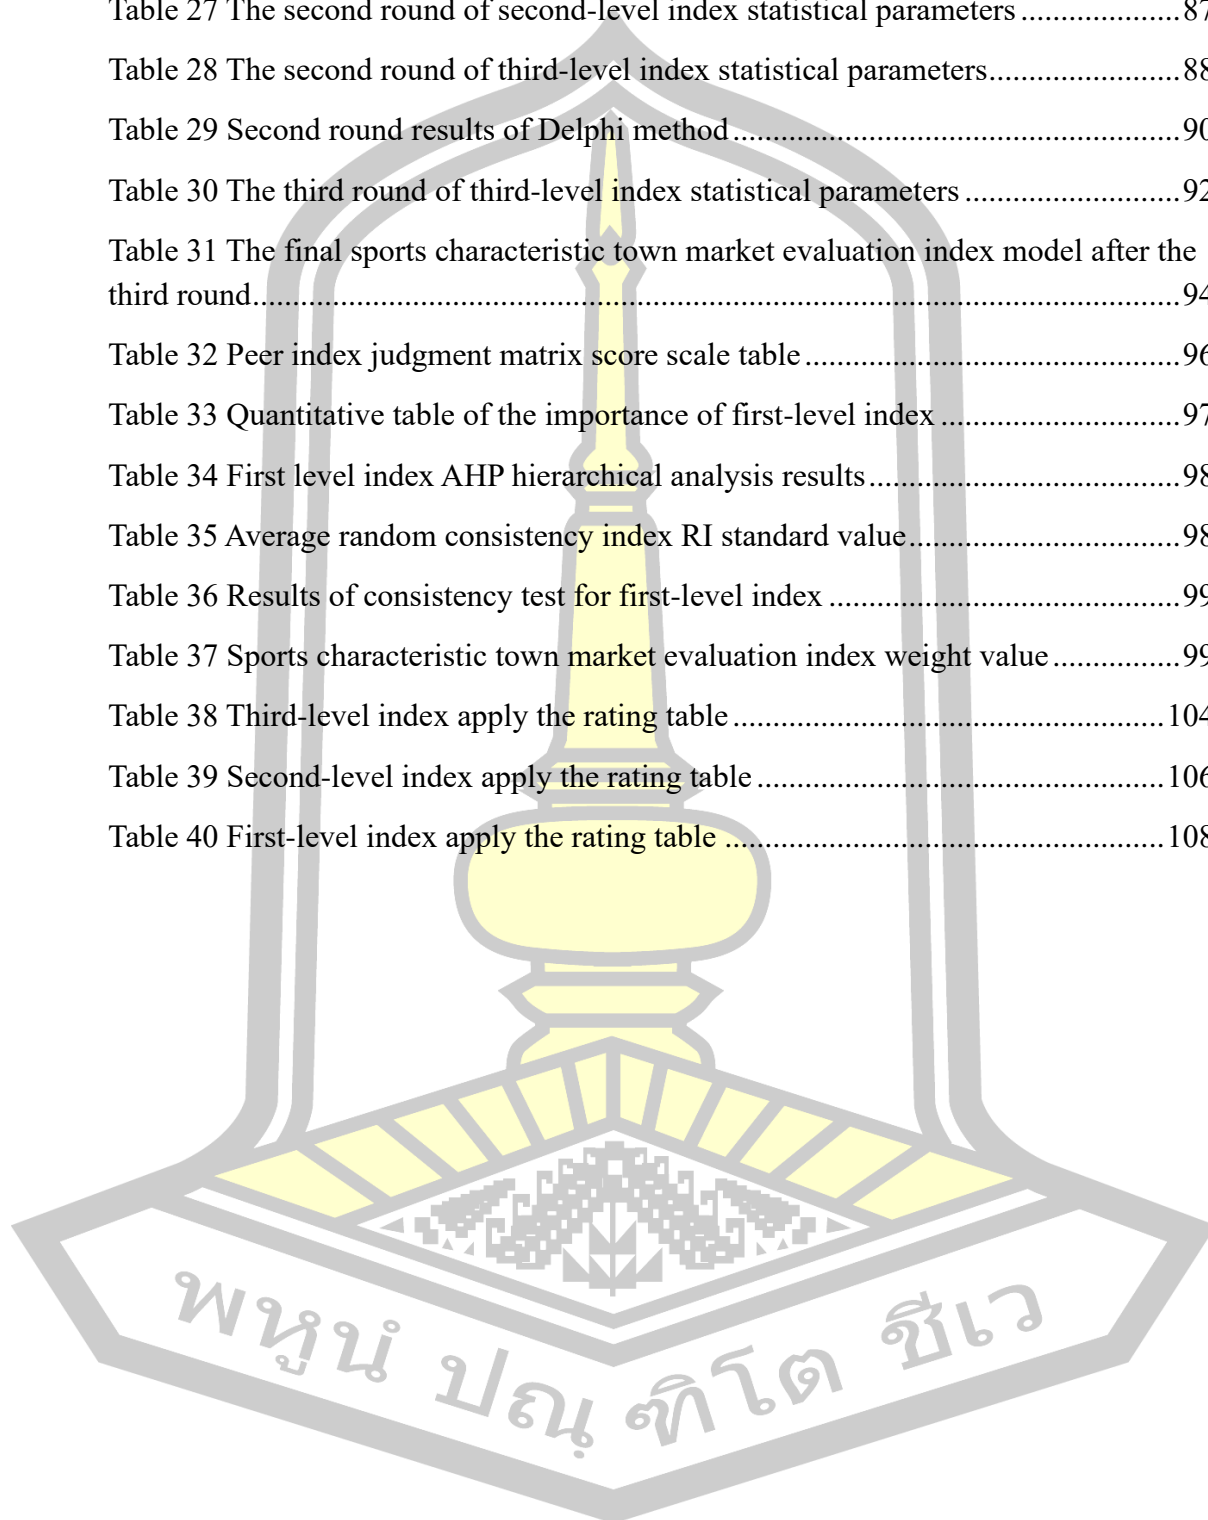 Table 27 The second round of second-level index statistical parameters ....................87
Table 28 The second round of third-level index statistical parameters........................88
Table 29 Second round results of Delphi method.........................................................90
Table 30 The third round of third-level index statistical parameters ...........................92
Table 31 The final sports characteristic town market evaluation index model after the
third round....................................................................................................................94
Table 32 Peer index judgment matrix score scale table...............................................96
Table 33 Quantitative table of the importance of first-level index ..............................97
Table 34 First level index AHP hierarchical analysis results.......................................98
Table 35 Average random consistency index RI standard value..................................98
Table 36 Results of consistency test for first-level index ............................................99
Table 37 Sports characteristic town market evaluation index weight value................99
Table 38 Third-level index apply the rating table......................................................104
Table 39 Second-level index apply the rating table...................................................106
Table 40 First-level index apply the rating table .......................................................108
พหูนํ ปณฺฑิโต ชีเว